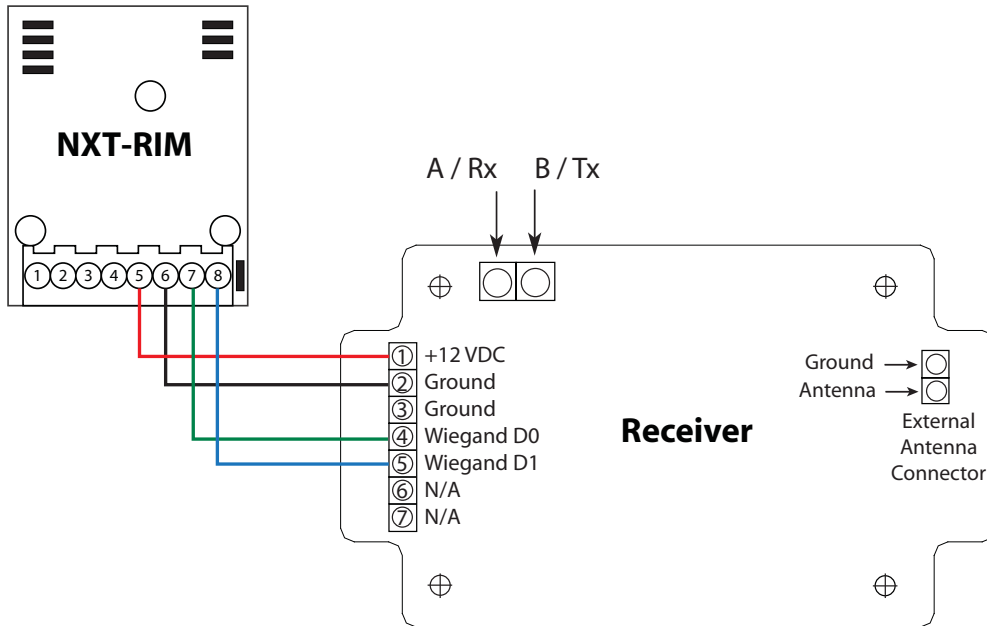 NXT-RIM
1 2 3 4 5 6 7 8
A / Rx B / Tx
1 +12 VDC
2 Ground
3 Ground
4 Wiegand D0
5 Wiegand D1
6 N/A
7 N/A
Receiver
Ground
Antenna
External
Antenna
Connector